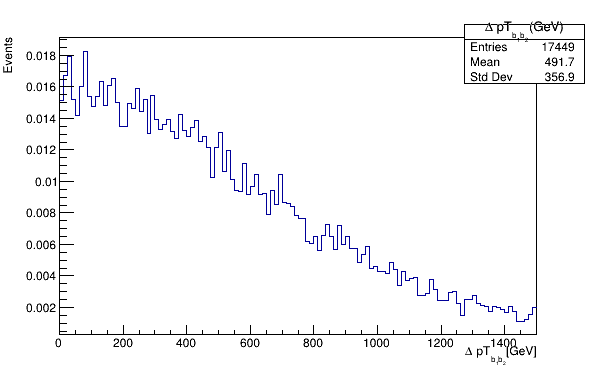 Δ pT_{b_1b_2}(GeV)
Entries 17449
Mean 491.7
Std Dev 356.9
Events
0.018
0.016
0.014
0.012
0.01
0.008
0.006
0.004
0.002
0 200 400 600 800 1000 1200 1400
Δ pT_{b_1b_2}[GeV]